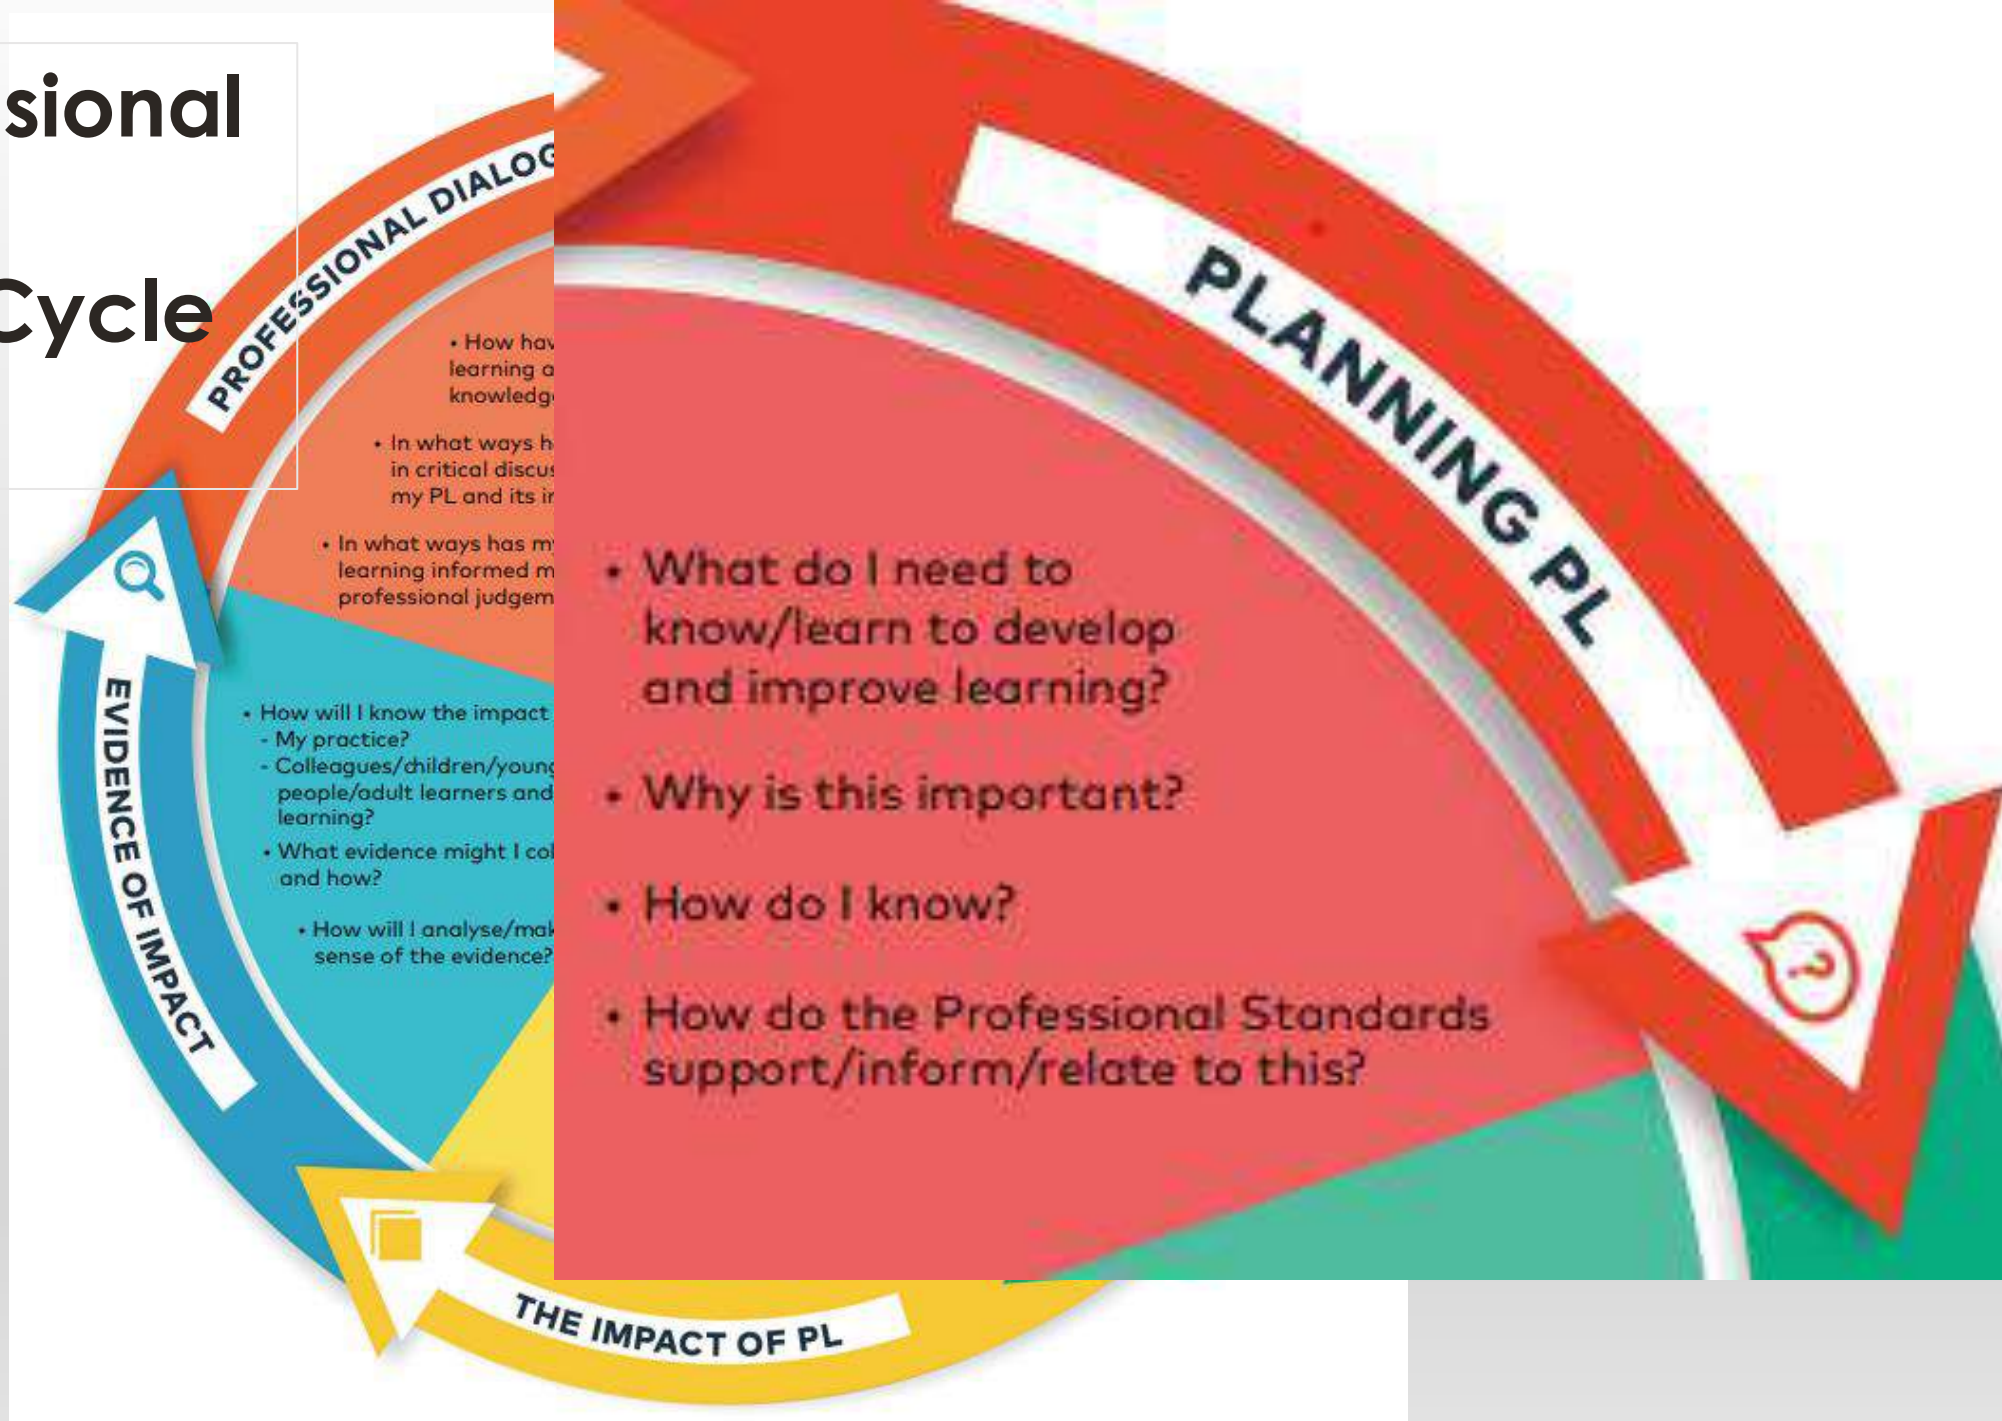 sional
Cycle
PROFESSIONAL DIALOG
• How hav
learning a
knowledg
• In what ways h
in critical discus
my PL and its in
• In what ways has my
learning informed m
professional judgem
EVIDENCE OF IMPACT
• How will I know the impact
- My practice?
- Colleagues/children/young
people/adult learners and
learning?
• What evidence might I col
and how?
• How will I analyse/mak
sense of the evidence?
THE IMPACT OF PL
PLANNING PL
• What do I need to
know/learn to develop
and improve learning?
• Why is this important?
• How do I know?
• How do the Professional Standards
support/inform/relate to this?
?